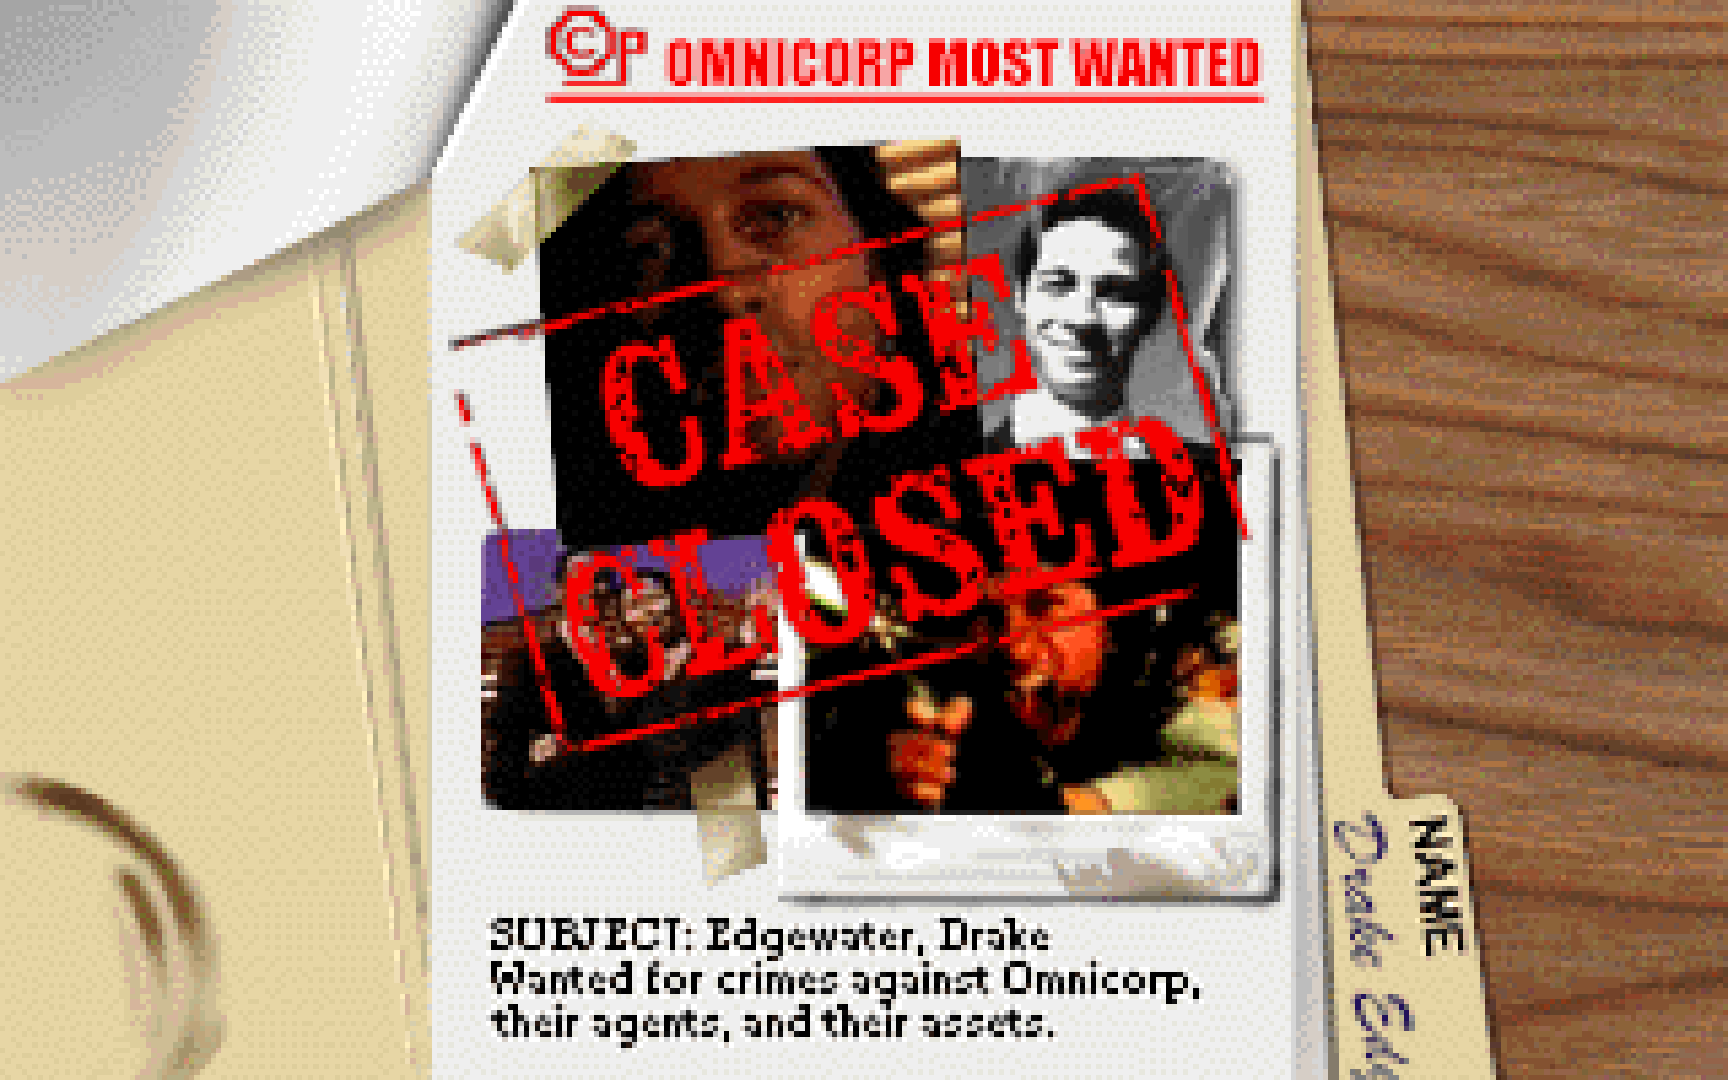 ©P OMNICORP MOST WANTED
CASE
CLOSED
SUBJECT: Edgewater, Drake
Wanted for crimes against Omnicorp,
their agents, and their assets.
NAME
Drake